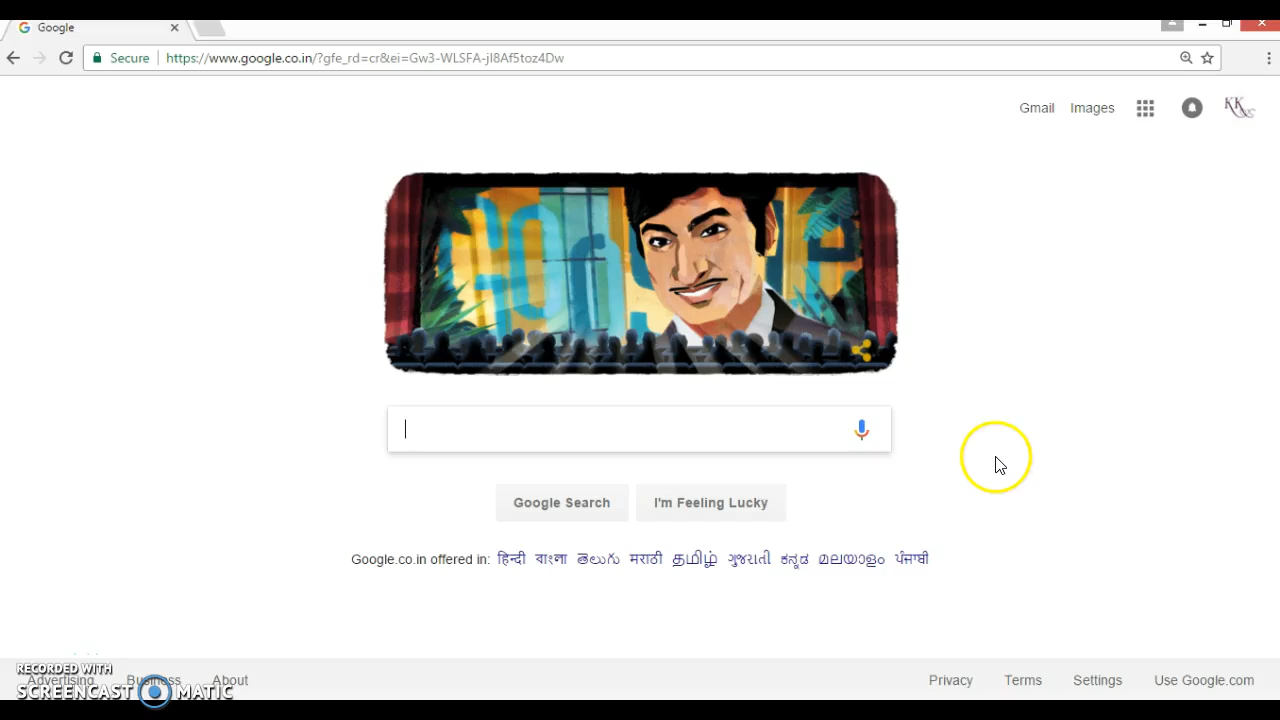 Google
Secure https://www.google.co.in/?gfe_rd=cr&ei=Gw3-WLSFA-jI8Af5toz4Dw
Gmail Images
KK
Google
Google Search I'm Feeling Lucky
Google.co.in offered in: हिन्दी বাংলা తెలుగు मराठी தமிழ் ગુજરાતી ಕನ್ನಡ മലയാളം ਪੰਜਾਬੀ
RECORDED WITH
SCREENCAST MATIC
Advertising Business About Privacy Terms Settings Use Google.com